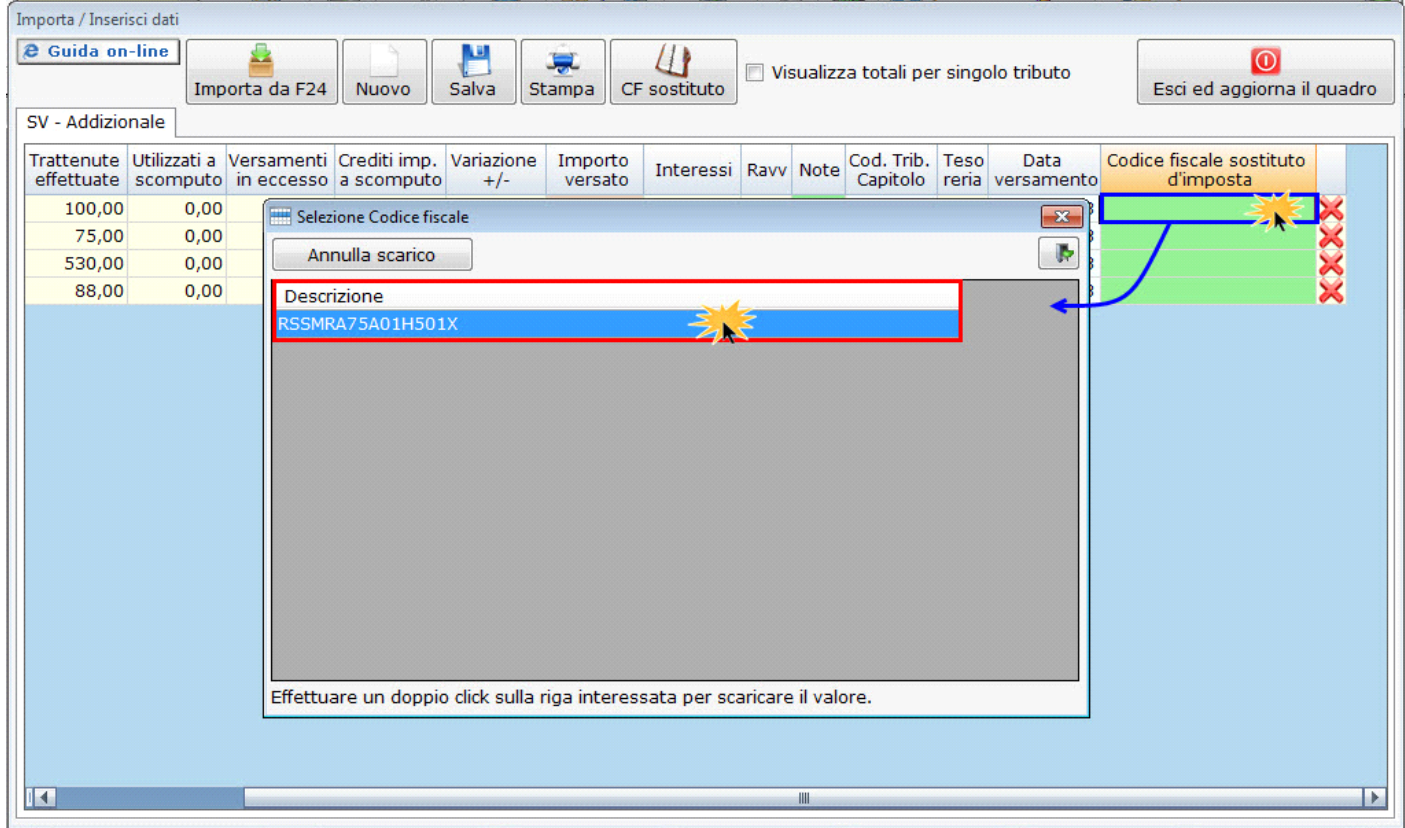 Importa / Inserisci dati
Guida on-line
Importa da F24
Nuovo
Salva
Stampa
CF sostituto
Visualizza totali per singolo tributo
Esci ed aggiorna il quadro
SV - Addizionale
Trattenute effettuate
Utilizzati a scomputo
Versamenti in eccesso
Crediti imp. a scomputo
Variazione +/-
Importo versato
Interessi
Ravv
Note
Cod. Trib. Capitolo
Teso reria
Data versamento
Codice fiscale sostituto d'imposta
100,00 0,00
75,00 0,00
530,00 0,00
88,00 0,00
Selezione Codice fiscale
Annulla scarico
Descrizione
RSSMRA75A01H501X
Effettuare un doppio click sulla riga interessata per scaricare il valore.